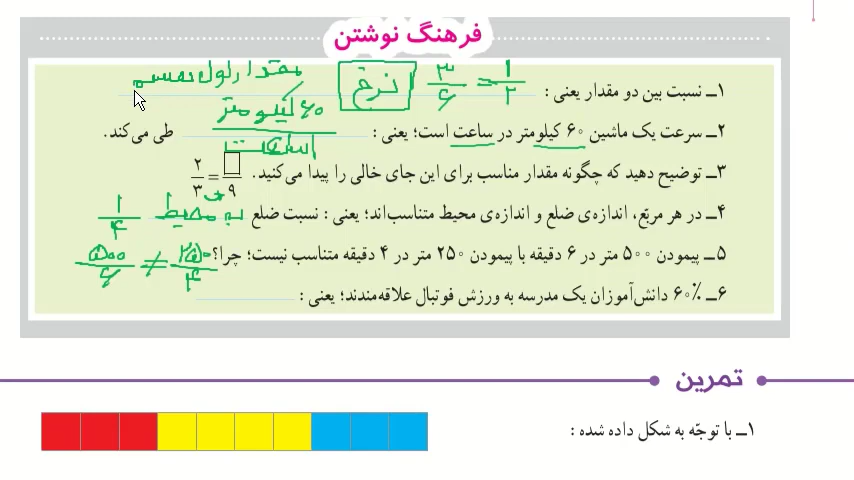 فرهنگ نوشتن
۱ــ نسبت بین دو مقدار یعنی :
نرخ ۳/۶ = ۱/۲
۲ــ سرعت یک ماشین ۶۰ کیلومتر در ساعت است؛ یعنی : طی می‌کند.
۶۰ کیلومتر
۱ ساعت
۳ــ توضیح دهید که چگونه مقدار مناسب برای این جای خالی را پیدا می‌کنید. ۲/۳ = □/۹
۴ــ در هر مربّع، اندازه‌ی ضلع و اندازه‌ی محیط متناسب‌اند؛ یعنی : نسبت ضلع به محیط ۱/۴
۵ــ پیمودن ۵۰۰ متر در ۶ دقیقه با پیمودن ۲۵۰ متر در ۴ دقیقه متناسب نیست؛ چرا؟ ۵۰۰/۶ ≠ ۲۵۰/۴
۶ــ ۶۰٪ دانش‌آموزان یک مدرسه به ورزش فوتبال علاقه‌مندند؛ یعنی :
تمرین
۱ــ با توجّه به شکل داده شده :